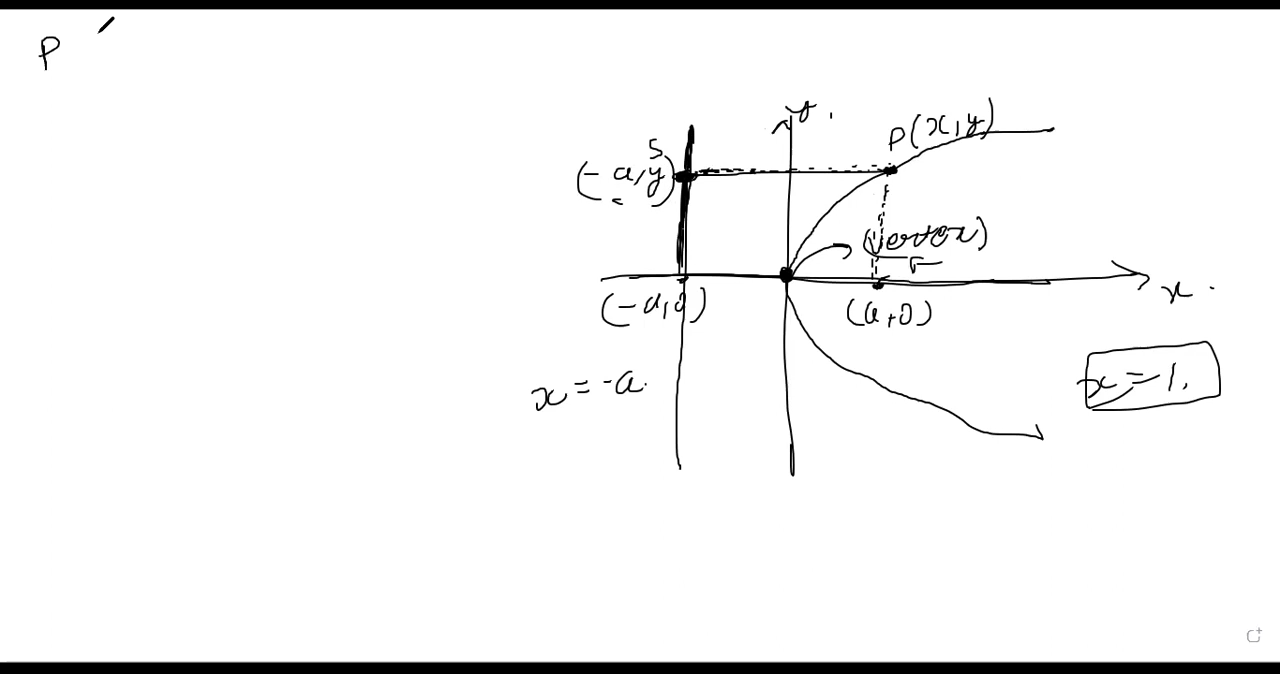 P
y.
P(x,y)
S
(-a,y)
(vertex)
(-a,0)
(a,0)
x.
x=-a.
x=-1.